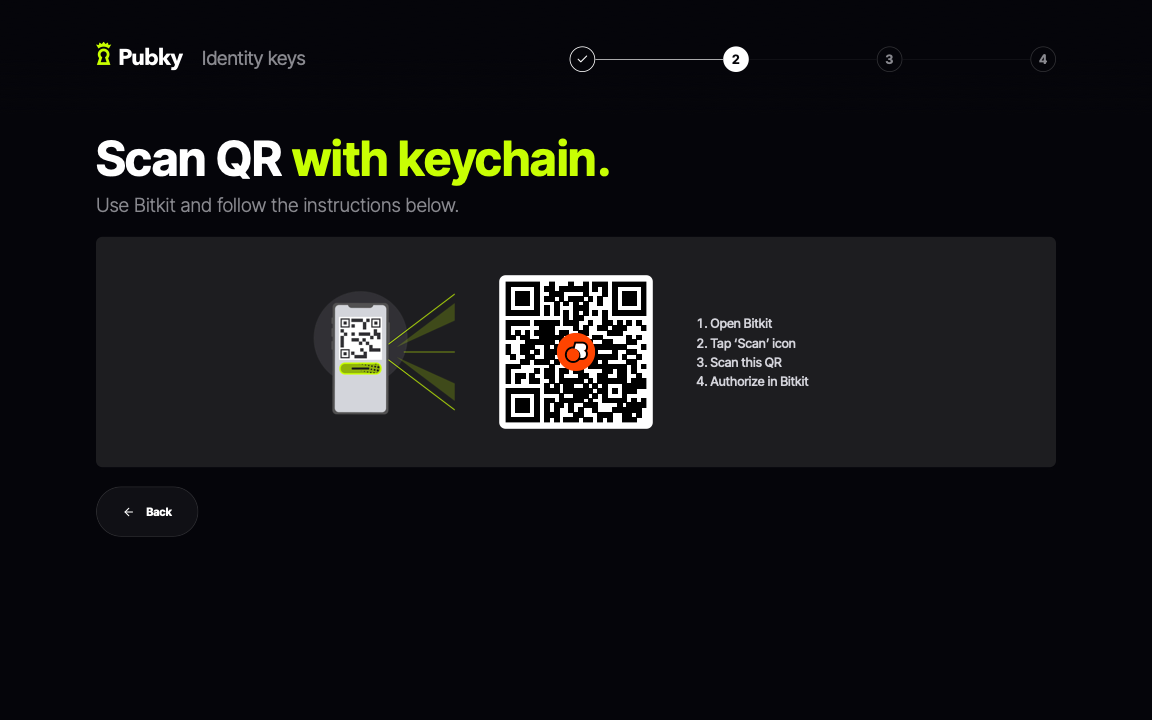 Pubky Identity keys
2 3 4
Scan QR with keychain.
Use Bitkit and follow the instructions below.
1. Open Bitkit
2. Tap ‘Scan’ icon
3. Scan this QR
4. Authorize in Bitkit
Back